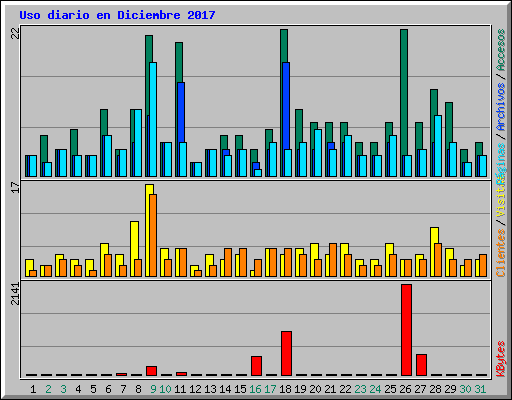 Uso diario en Diciembre 2017
22
17
2141
Accesos
Archivos /
Páginas /
Visitas
Clientes /
KBytes
1 2 3 4 5 6 7 8 9 10 11 12 13 14 15 16 17 18 19 20 21 22 23 24 25 26 27 28 29 30 31